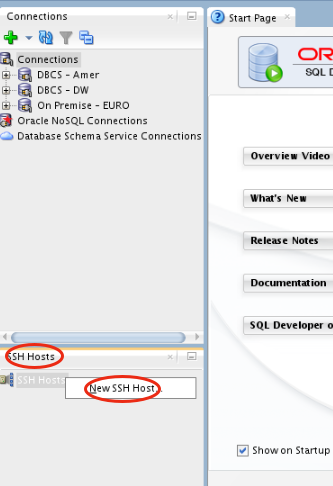 Connections
Connections
DBCS - Amer
DBCS - DW
On Premise - EURO
Oracle NoSQL Connections
Database Schema Service Connections
SSH Hosts
SSH Hosts
New SSH Host...
Start Page
OR
SQL D
Overview Video
What's New
Release Notes
Documentation
SQL Developer o
Show on Startup